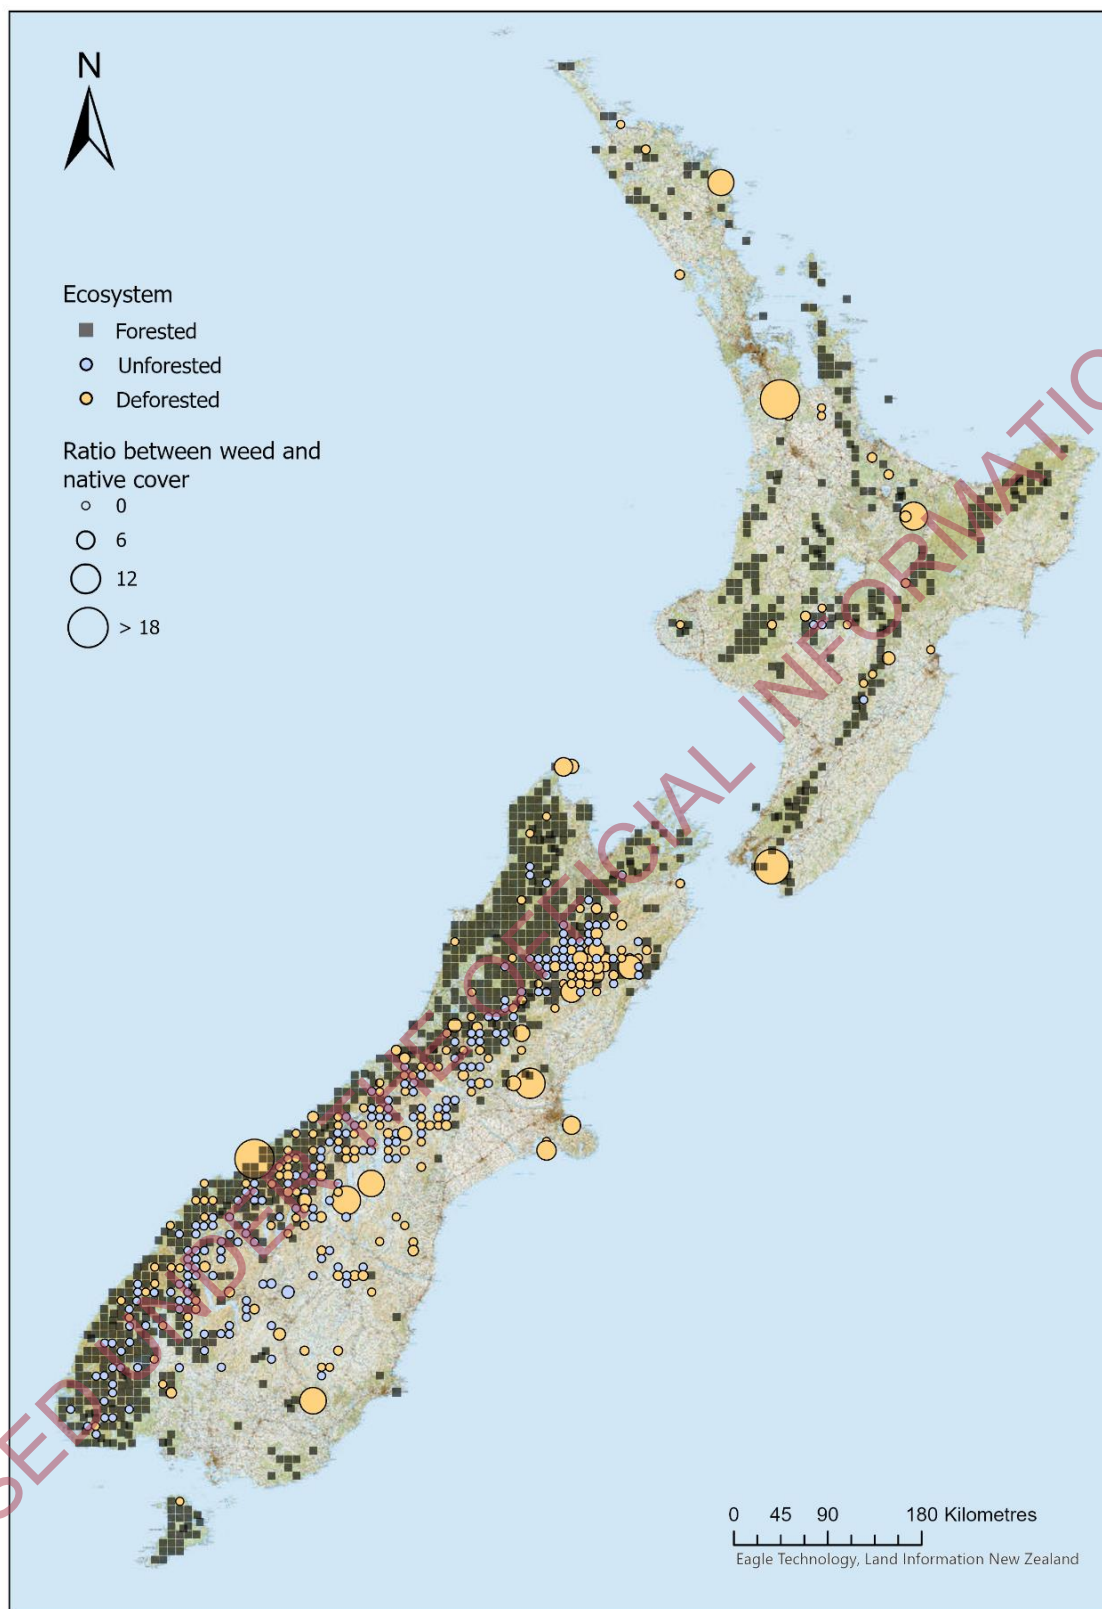 N
Ecosystem
Forested
Unforested
Deforested
Ratio between weed and
native cover
0
6
12
> 18
SED UNDER THE OFFICIAL INFORMATIO
0 45 90 180 Kilometres
Eagle Technology, Land Information New Zealand